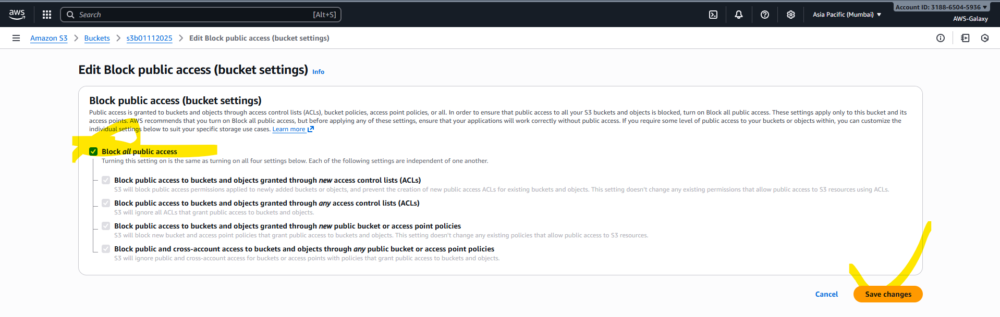 aws
Search
[Alt+S]
Asia Pacific (Mumbai) ▼
Account ID: 3188-6504-5936 ▼
AWS-Galaxy
Amazon S3 > Buckets > s3b01112025 > Edit Block public access (bucket settings)
Edit Block public access (bucket settings) Info
Block public access (bucket settings)
Public access is granted to buckets and objects through access control lists (ACLs), bucket policies, access point policies, or all. In order to ensure that public access to all your S3 buckets and objects is blocked, turn on Block all public access. These settings apply only to this bucket and its
access points. AWS recommends that you turn on Block all public access, but before applying any of these settings, ensure that your applications will work correctly without public access. If you require some level of public access to your buckets or objects within, you can customize the
individual settings below to suit your specific storage use cases. Learn more
Block all public access
Turning this setting on is the same as turning on all four settings below. Each of the following settings are independent of one another.
Block public access to buckets and objects granted through new access control lists (ACLs)
S3 will block public access permissions applied to newly added buckets or objects, and prevent the creation of new public access ACLs for existing buckets and objects. This setting doesn't change any existing permissions that allow public access to S3 resources using ACLs.
Block public access to buckets and objects granted through any access control lists (ACLs)
S3 will ignore all ACLs that grant public access to buckets and objects.
Block public access to buckets and objects granted through new public bucket or access point policies
S3 will block new bucket and access point policies that grant public access to buckets and objects. This setting doesn't change any existing policies that allow public access to S3 resources.
Block public and cross-account access to buckets and objects through any public bucket or access point policies
S3 will ignore public and cross-account access for buckets or access points with policies that grant public access to buckets and objects.
Cancel
Save changes